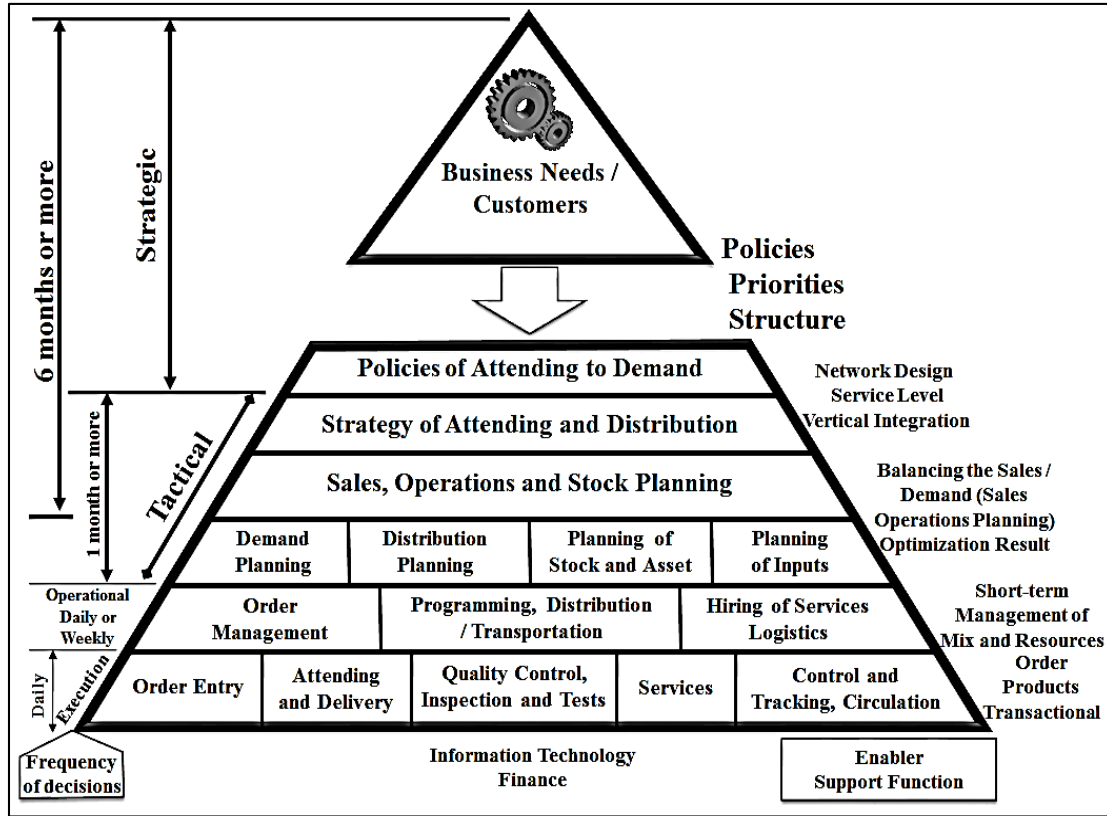 6 months or more
Strategic
Business Needs /
Customers
Policies
Priorities
Structure
Policies of Attending to Demand
Network Design
Service Level
Vertical Integration
Strategy of Attending and Distribution
1 month or more
Tactical
Sales, Operations and Stock Planning
Balancing the Sales /
Demand (Sales
Operations Planning)
Optimization Result
Demand
Planning
Distribution
Planning
Planning of
Stock and Asset
Planning
of Inputs
Operational
Daily or
Weekly
Order
Management
Programming, Distribution
/ Transportation
Hiring of Services
Logistics
Short-term
Management of
Mix and Resources
Daily
Execution
Order Entry
Attending
and Delivery
Quality Control,
Inspection and Tests
Services
Control and
Tracking, Circulation
Order
Products
Transactional
Frequency
of decisions
Information Technology
Finance
Enabler
Support Function